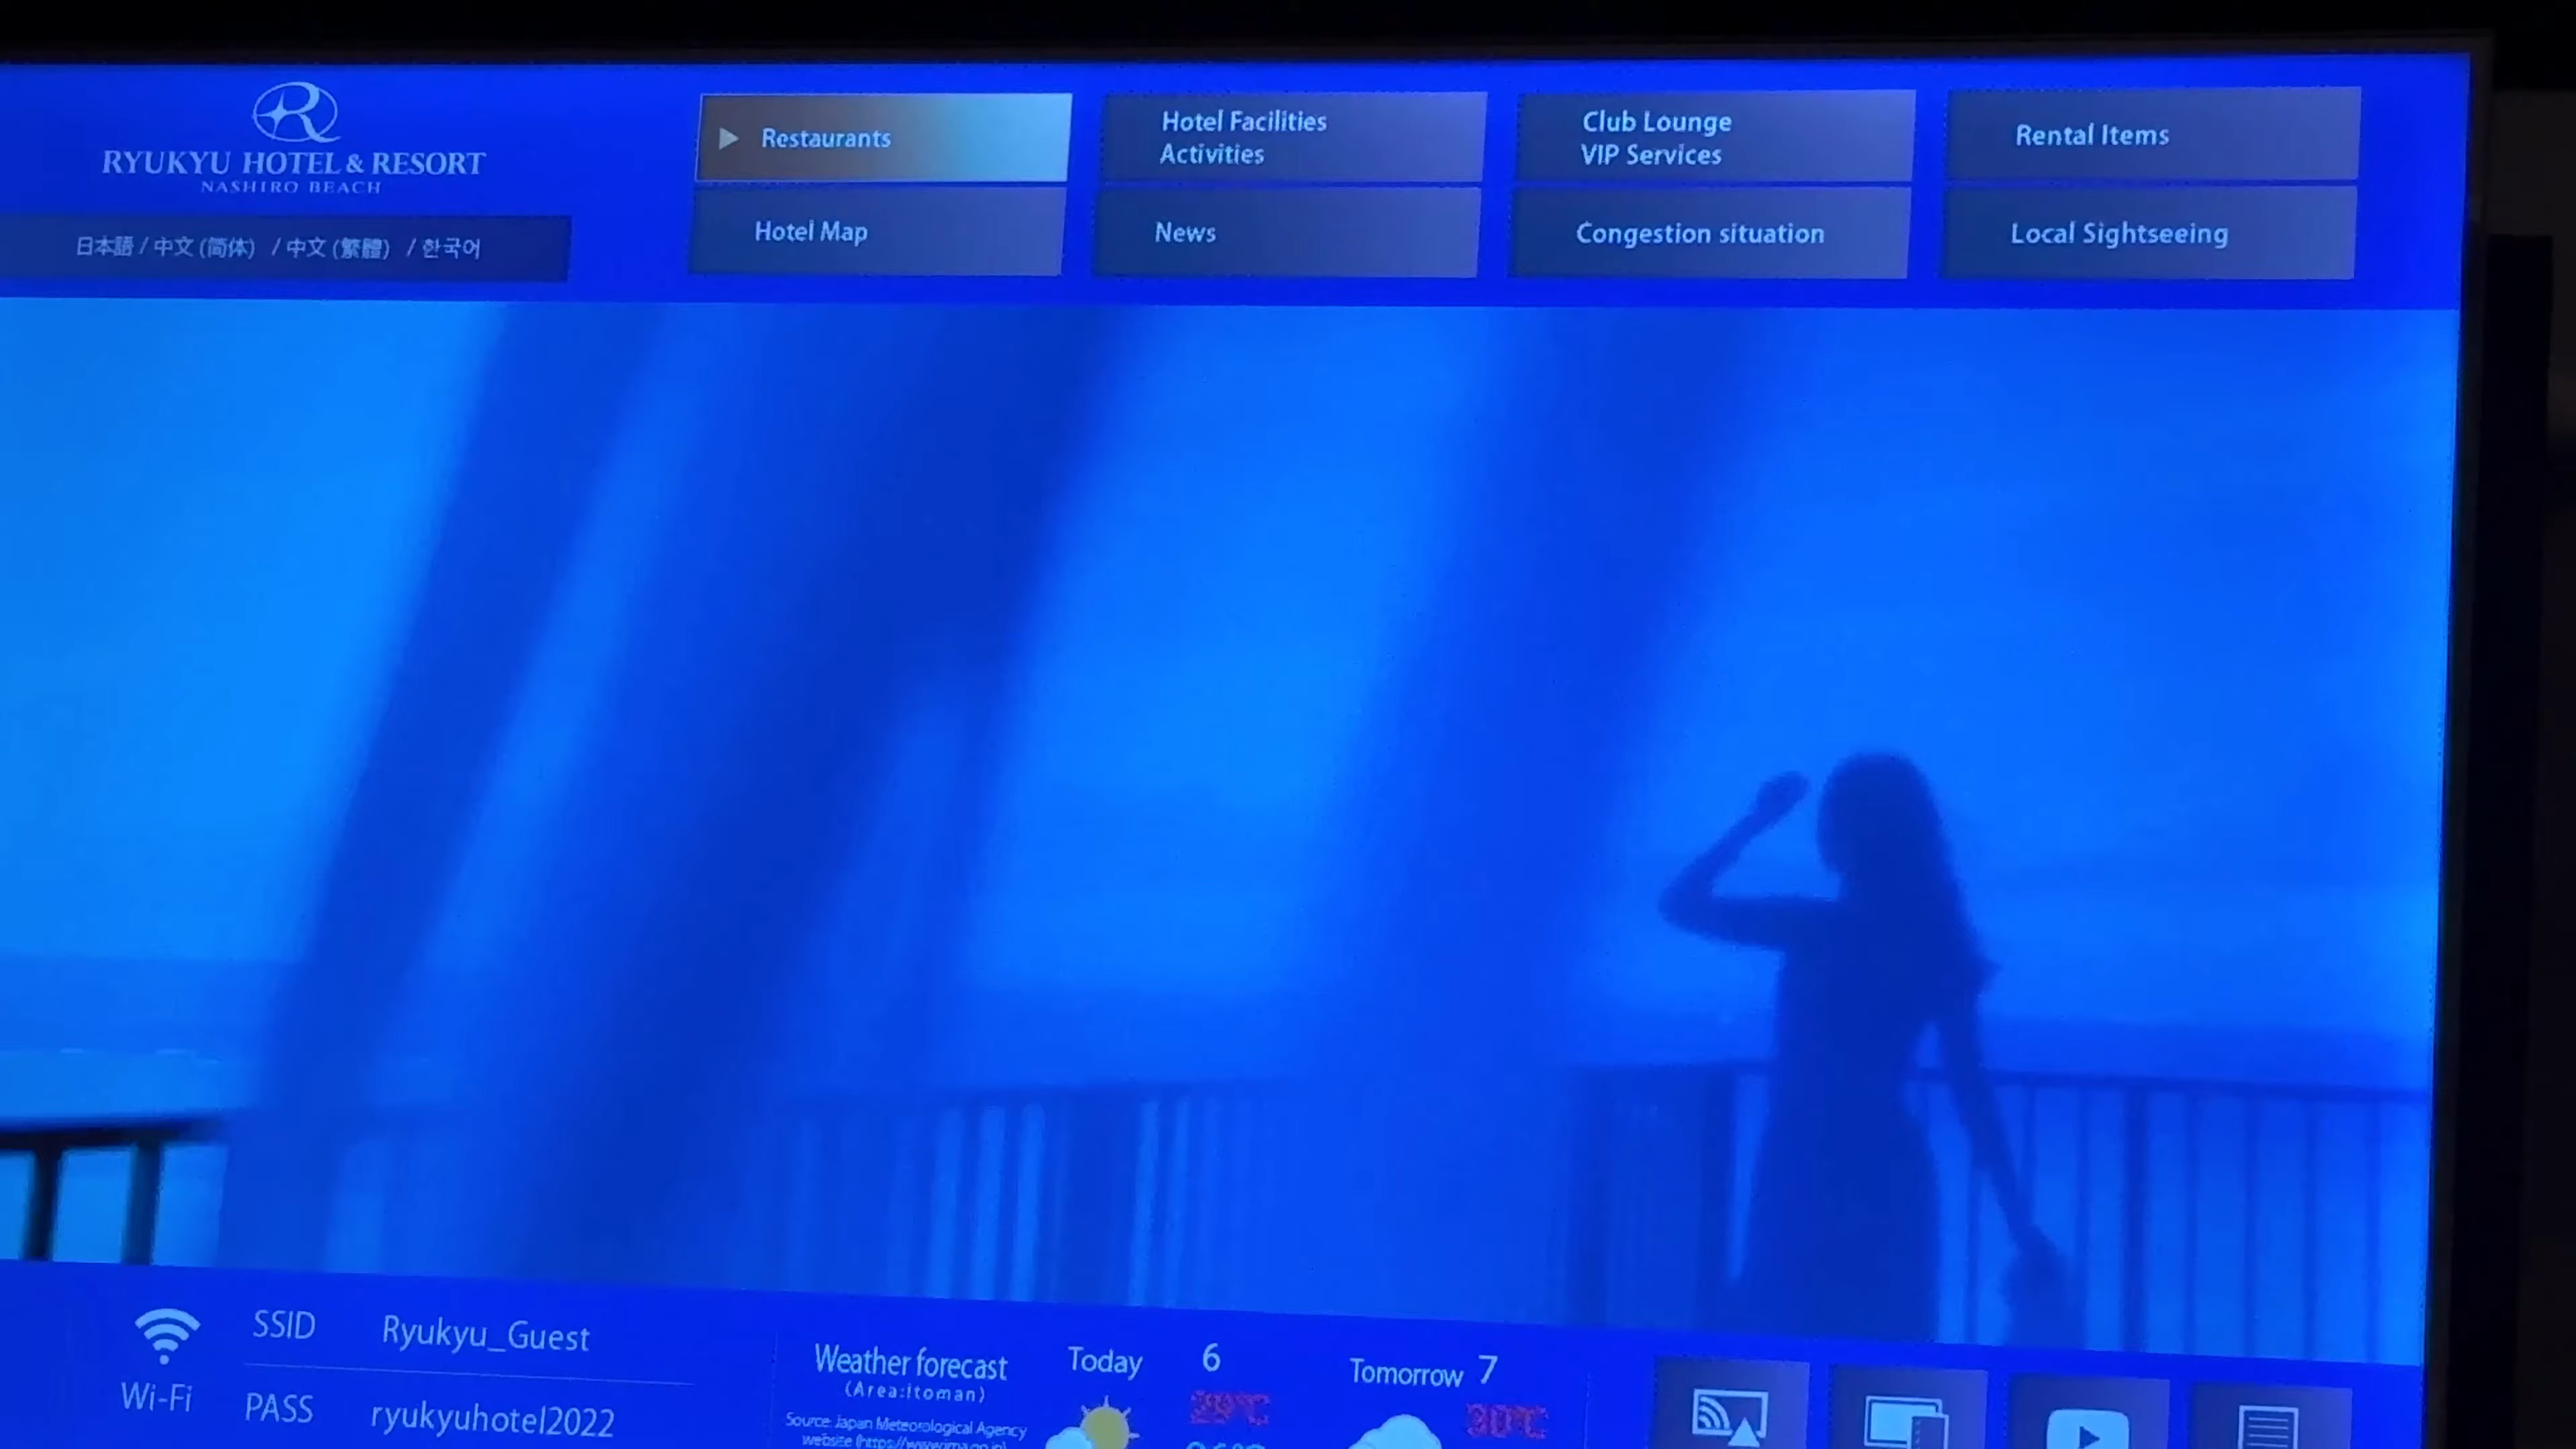 RYUKYU HOTEL & RESORT
NASHIRO BEACH
日本語 / 中文 (简体) / 中文 (繁體) / 한국어
Restaurants
Hotel Facilities
Activities
Club Lounge
VIP Services
Rental Items
Hotel Map
News
Congestion situation
Local Sightseeing
Wi-Fi
SSID Ryukyu_Guest
PASS ryukyuhotel2022
Weather forecast
(Area:Itoman)
Source: Japan Meteorological Agency
Today 6
29℃
Tomorrow 7
30℃